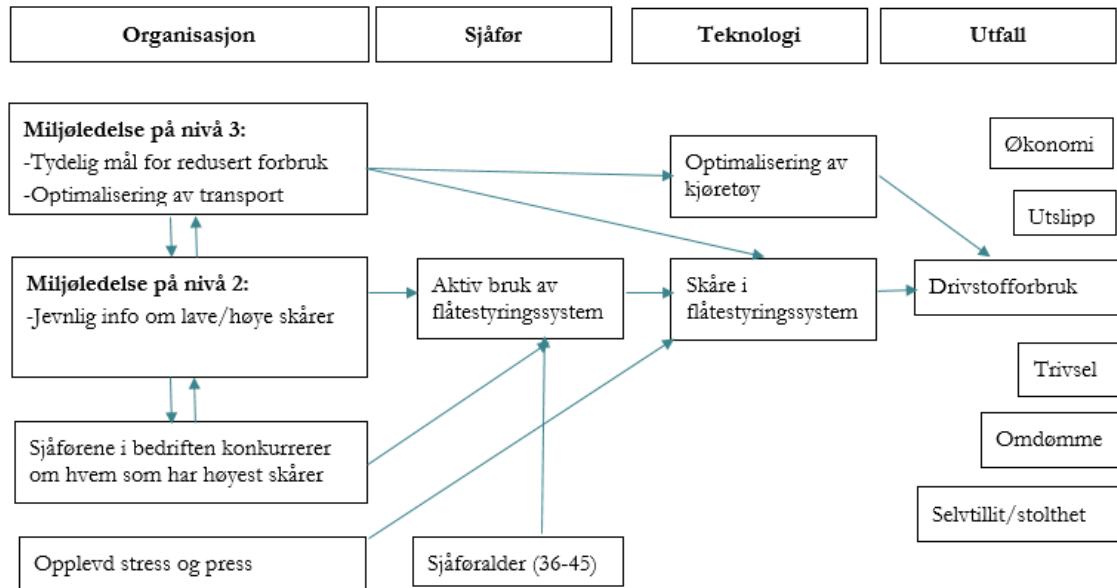 Organisasjon
Sjåfør
Teknologi
Utfall
Miljøledelse på nivå 3:
-Tydelig mål for redusert forbruk
-Optimalisering av transport
Optimalisering av
kjøretøy
Økonomi
Utslipp
Miljøledelse på nivå 2:
-Jevnlig info om lave/høye skårer
Aktiv bruk av
flåtestyringssystem
Skåre i
flåtestyringssystem
Drivstofforbruk
Trivsel
Sjåførene i bedriften konkurrerer
om hvem som har høyest skårer
Omdømme
Selvtillit/stolthet
Opplevd stress og press
Sjåføralder (36-45)